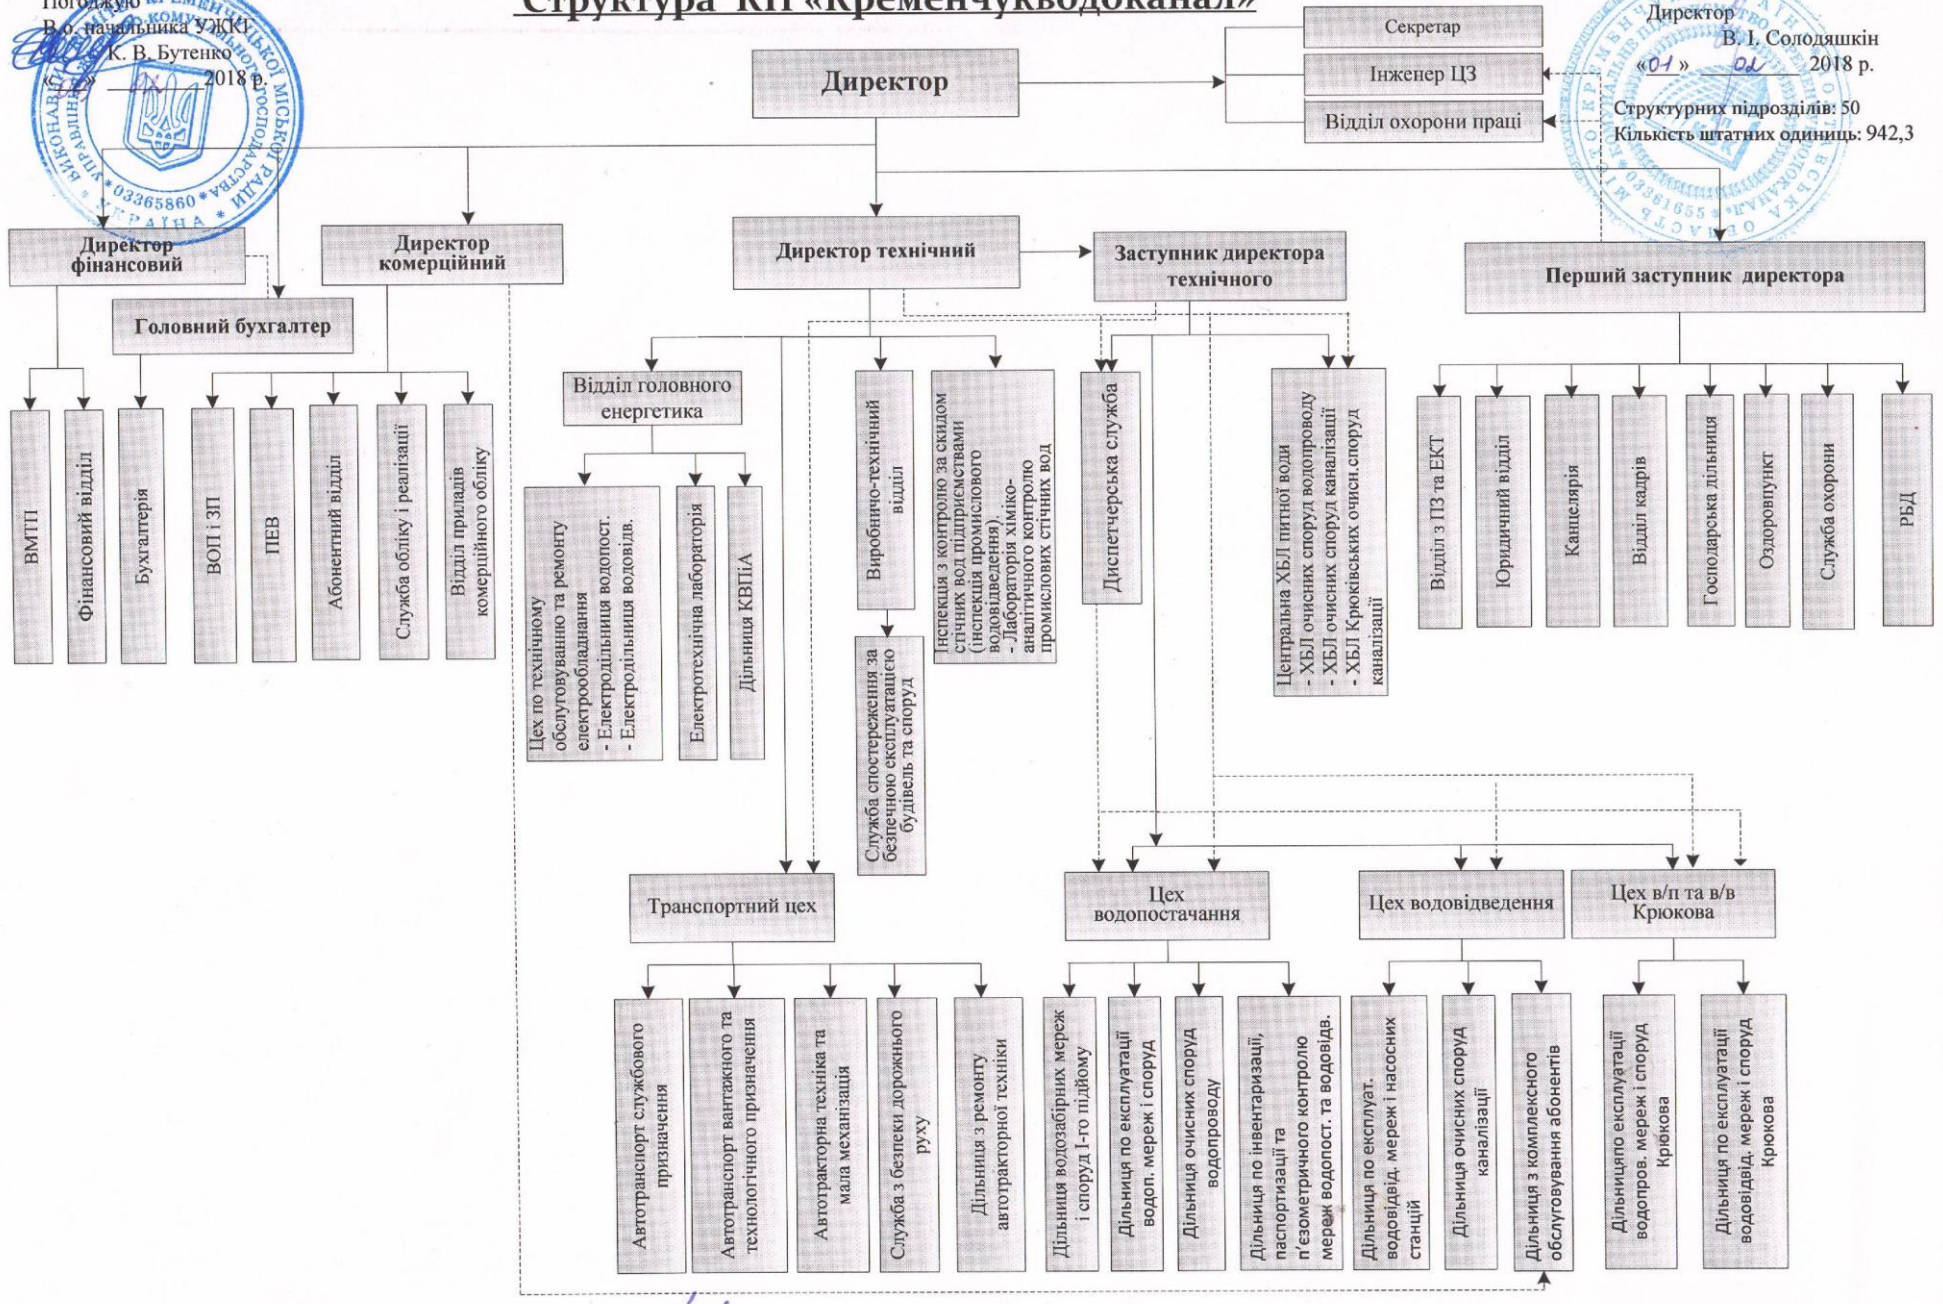 Структура КП «Кременчукводоканал»
Погоджую
В.о. начальника УЖКГ
К. В. Бутенко
2018 р.
Директор
В. І. Солодяшкін
«01» 02 2018 р.
Структурних підрозділів: 50
Кількість штатних одиниць: 942,3
03365860
УКРАЇНА
03361655
Директор
Секретар
Інженер ЦЗ
Відділ охорони праці
Директор
фінансовий
Головний бухгалтер
Директор
комерційний
Директор технічний
Заступник директора
технічного
Перший заступник директора
ВМТП
Фінансовий відділ
Бухгалтерія
ВОП і ЗП
ПЕВ
Абонентний відділ
Служба обліку і реалізації
Відділ приладів
комерційного обліку
Відділ головного
енергетика
Цех по технічному
обслуговуванню та ремонту
електрообладнання
- Електродільниця водопост.
- Електродільниця водовідв.
Електротехнічна лабораторія
Дільниця КВПіА
Виробничо-технічний
відділ
Служба спостереження за
безпечною експлуатацією
будівель та споруд
Інспекція з контролю за скидом
стічних вод підприємствами
(інспекція промислового
водовідведення).
- Лабораторія хіміко-
аналітичного контролю
промислових стічних вод
Диспетчерська служба
Центральна ХБЛ питної води
- ХБЛ очисних споруд водопроводу
- ХБЛ очисних споруд каналізації
- ХБЛ Крюківських очисн.споруд
каналізації
Відділ з ПЗ та ЕКТ
Юридичний відділ
Канцелярія
Відділ кадрів
Господарська дільниця
Оздоровпункт
Служба охорони
РБД
Транспортний цех
Цех
водопостачання
Цех водовідведення
Цех в/п та в/в
Крюкова
Автотранспорт службового
призначення
Автотранспорт вантажного та
технологічного призначення
Автотракторна техніка та
мала механізація
Служба з безпеки дорожнього
руху
Дільниця з ремонту
автотракторної техніки
Дільниця водозабірних мереж
і споруд І-го підйому
Дільниця по експлуатації
водоп. мереж і споруд
Дільниця очисних споруд
водопроводу
Дільниця по інвентаризації,
паспортизації та
п'єзометричного контролю
мереж водопост. та водовідв.
Дільниця по експлуат.
водовідвід. мереж і насосних
станцій
Дільниця очисних споруд
каналізації
Дільниця з комплексного
обслуговування абонентів
Дільницяпо експлуатації
водопров. мереж і споруд
Крюкова
Дільниця по експлуатації
водовідвід. мереж і споруд
Крюкова